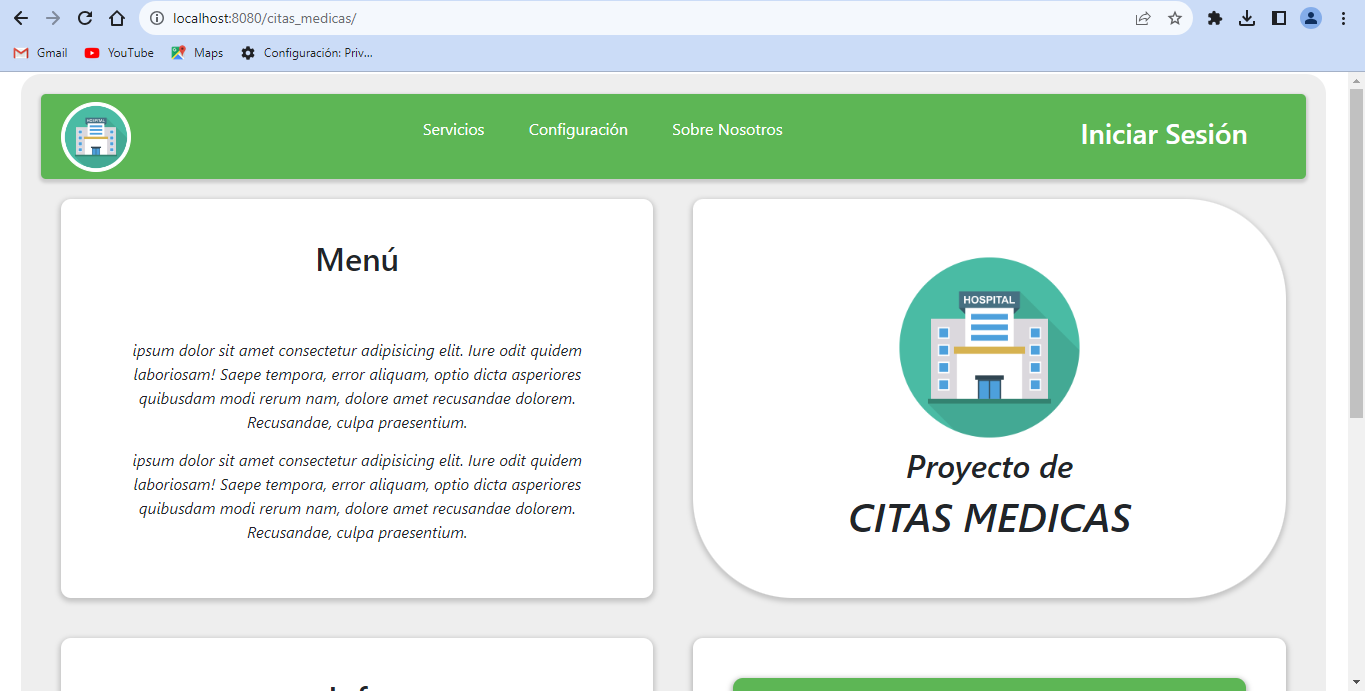 localhost:8080/citas_medicas/
Gmail
YouTube
Maps
Configuración: Priv...
HOSPITAL
Servicios
Configuración
Sobre Nosotros
Iniciar Sesión
Menú
ipsum dolor sit amet consectetur adipisicing elit. Iure odit quidem
laboriosam! Saepe tempora, error aliquam, optio dicta asperiores
quibusdam modi rerum nam, dolore amet recusandae dolorem.
Recusandae, culpa praesentium.
ipsum dolor sit amet consectetur adipisicing elit. Iure odit quidem
laboriosam! Saepe tempora, error aliquam, optio dicta asperiores
quibusdam modi rerum nam, dolore amet recusandae dolorem.
Recusandae, culpa praesentium.
HOSPITAL
Proyecto de
CITAS MEDICAS